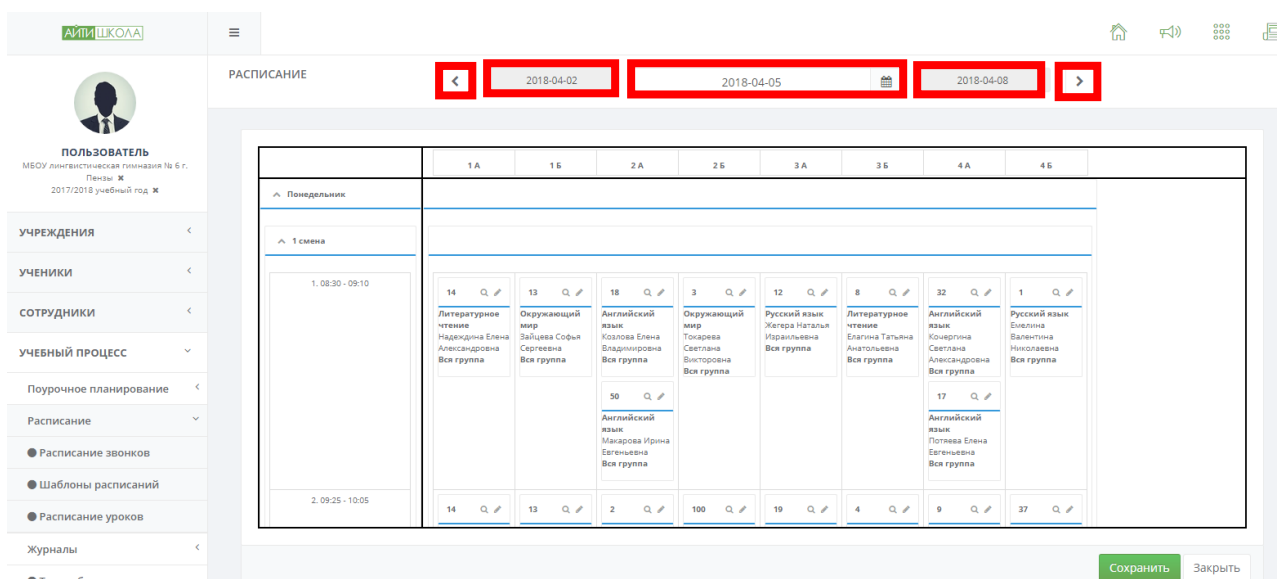 АЙТИ ШКОЛА
РАСПИСАНИЕ
2018-04-02
2018-04-05
2018-04-08
ПОЛЬЗОВАТЕЛЬ
МБОУ лингвистическая гимназия № 6 г.
Пензы ✖
2017/2018 учебный год ✖
УЧРЕЖДЕНИЯ
УЧЕНИКИ
СОТРУДНИКИ
УЧЕБНЫЙ ПРОЦЕСС
Поурочное планирование
Расписание
Расписание звонков
Шаблоны расписаний
Расписание уроков
Журналы
1 А 1 Б 2 А 2 Б 3 А 3 Б 4 А 4 Б
Понедельник
1 смена
1. 08:30 - 09:10
14
Литературное
чтение
Надеждина Елена
Александровна
Вся группа
13
Окружающий
мир
Зайцева Софья
Сергеевна
Вся группа
18
Английский
язык
Козлова Елена
Владимировна
Вся группа
50
Английский
язык
Макарова Ирина
Евгеньевна
Вся группа
3
Окружающий
мир
Токарева
Светлана
Викторовна
Вся группа
12
Русский язык
Жегера Наталья
Израильевна
Вся группа
8
Литературное
чтение
Елагина Татьяна
Анатольевна
Вся группа
32
Английский
язык
Кочергина
Светлана
Александровна
Вся группа
17
Английский
язык
Потяева Елена
Евгеньевна
Вся группа
1
Русский язык
Емелина
Валентина
Николаевна
Вся группа
2. 09:25 - 10:05
14 13 2 100 19 4 9 37
Сохранить
Закрыть